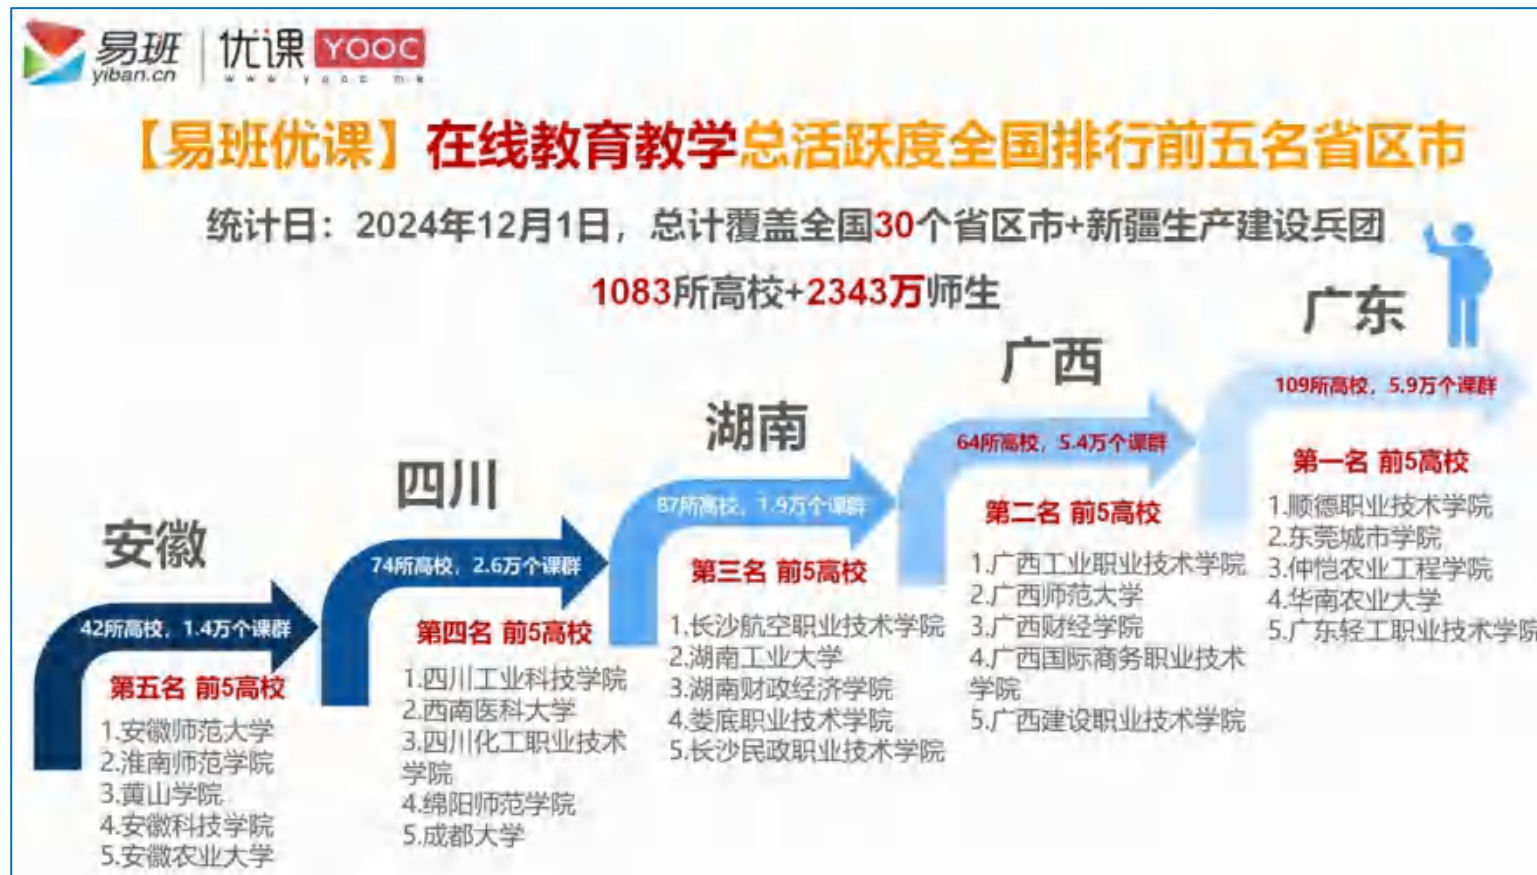 易班
yiban.cn
优课 YOOC
www.yooc.me
【易班优课】在线教育教学总活跃度全国排行前五名省区市
统计日：2024年12月1日，总计覆盖全国30个省区市+新疆生产建设兵团
1083所高校+2343万师生
广东
109所高校，5.9万个课群
第一名 前5高校
1.顺德职业技术学院
2.东莞城市学院
3.仲恺农业工程学院
4.华南农业大学
5.广东轻工职业技术学院
广西
64所高校，5.4万个课群
第二名 前5高校
1.广西工业职业技术学院
2.广西师范大学
3.广西财经学院
4.广西国际商务职业技术
学院
5.广西建设职业技术学院
湖南
87所高校，1.9万个课群
第三名 前5高校
1.长沙航空职业技术学院
2.湖南工业大学
3.湖南财政经济学院
4.娄底职业技术学院
5.长沙民政职业技术学院
四川
74所高校，2.6万个课群
第四名 前5高校
1.四川工业科技学院
2.西南医科大学
3.四川化工职业技术
学院
4.绵阳师范学院
5.成都大学
安徽
42所高校，1.4万个课群
第五名 前5高校
1.安徽师范大学
2.淮南师范学院
3.黄山学院
4.安徽科技学院
5.安徽农业大学